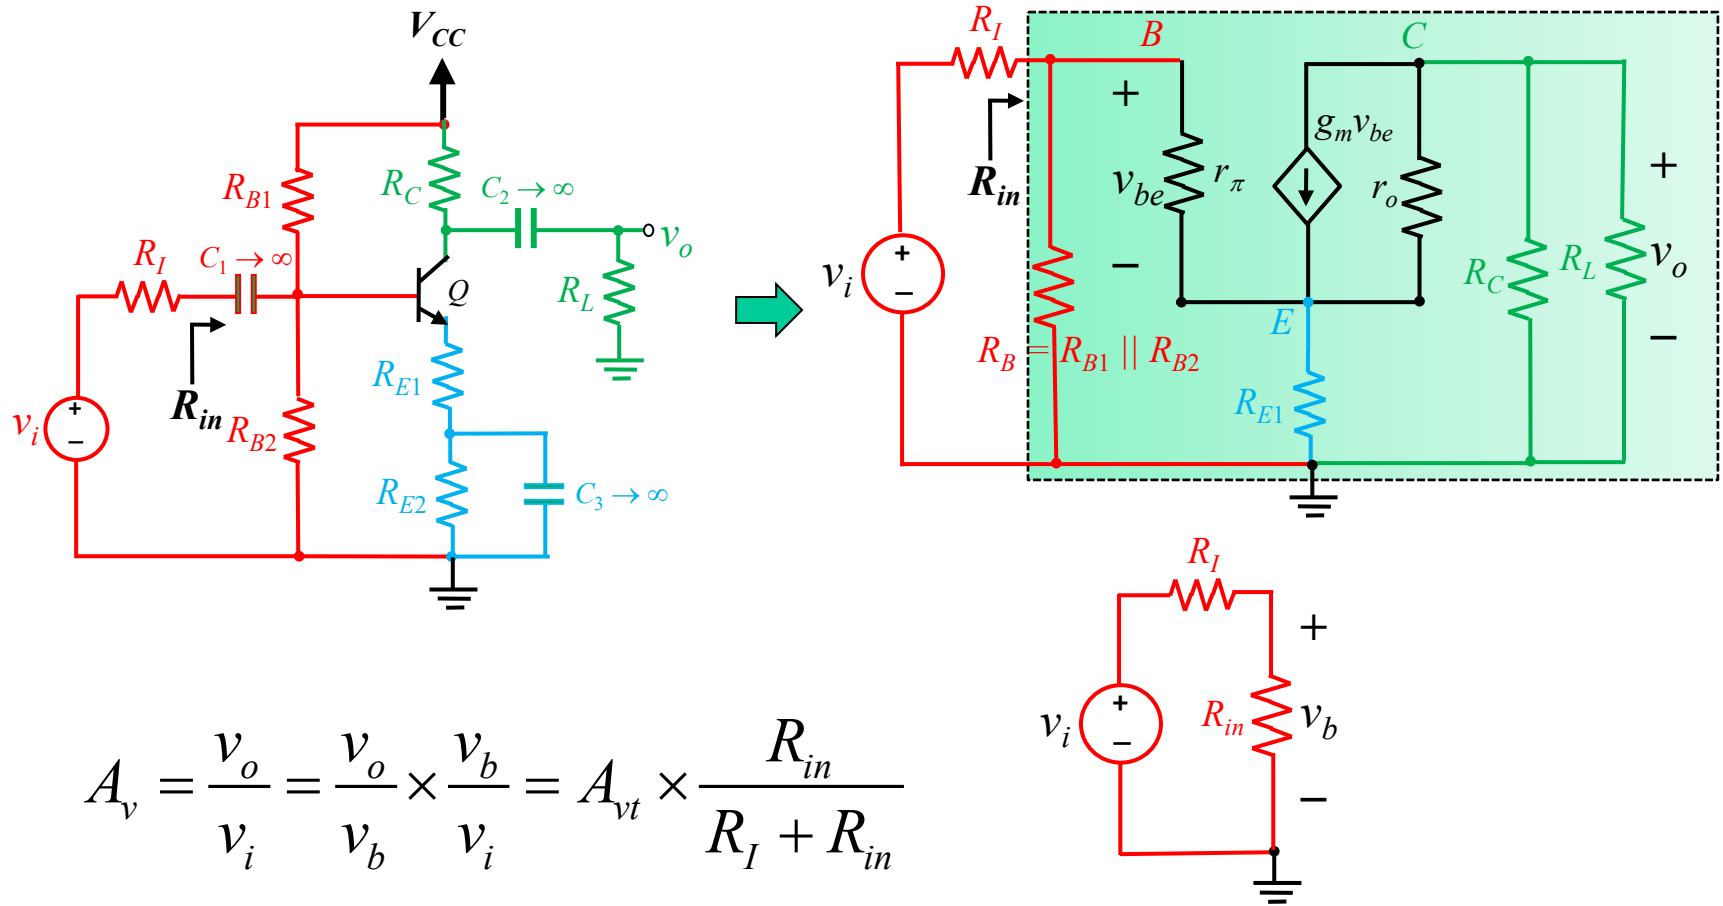 V_CC
R_B1
R_C
C_2 → ∞
v_o
R_I
C_1 → ∞
Q
R_L
R_in
R_E1
v_i
+
−
R_B2
R_E2
C_3 → ∞
R_I
B
C
R_in
+
v_be
−
r_π
g_m v_be
r_o
v_i
+
−
R_C
R_L
+
v_o
−
E
R_B = R_B1 || R_B2
R_E1
R_I
+
v_i
+
−
R_in
v_b
−
A_v = v_o / v_i = v_o / v_b × v_b / v_i = A_vt × R_in / (R_I + R_in)